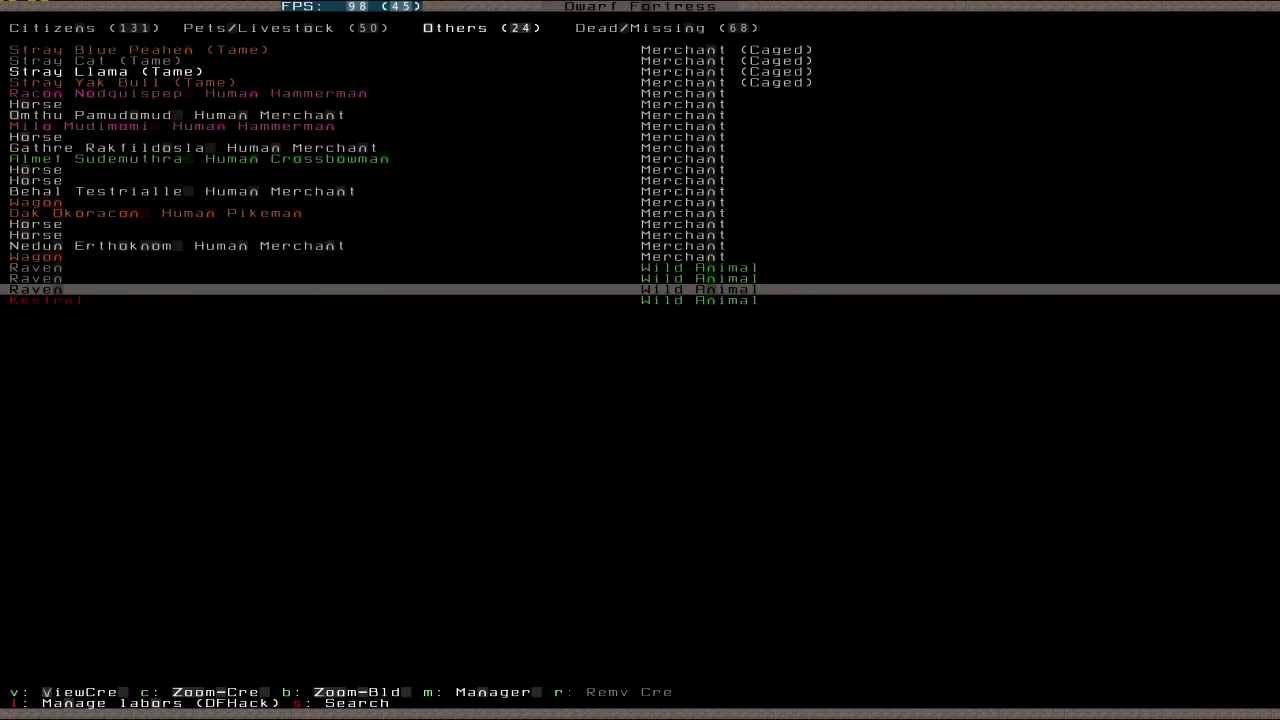 FPS: 98 (45) Dwarf Fortress
Citizens (131) Pets/Livestock (50) Others (24) Dead/Missing (68)
Stray Blue Peahen (Tame) Merchant (Caged)
Stray Cat (Tame) Merchant (Caged)
Stray Llama (Tame) Merchant (Caged)
Stray Yak Bull (Tame) Merchant (Caged)
Racon Nodguispep Human Hammerman Merchant
Horse Merchant
Omthu Pamudomud Human Merchant Merchant
Milo Mudimomi Human Hammerman Merchant
Horse Merchant
Gathre Rakfildosla Human Merchant Merchant
Almef Sudemuthra Human Crossbowman Merchant
Horse Merchant
Horse Merchant
Behal Testrialle Human Merchant Merchant
Wagon Merchant
Dak Okoracon Human Pikeman Merchant
Horse Merchant
Horse Merchant
Nedun Erthoknom Human Merchant Merchant
Wagon Merchant
Raven Wild Animal
Raven Wild Animal
Raven Wild Animal
Kestrel Wild Animal
v: ViewCre c: Zoom-Cre b: Zoom-Bld m: Manager r: Remv Cre
l: Manage labors (DFHack) s: Search